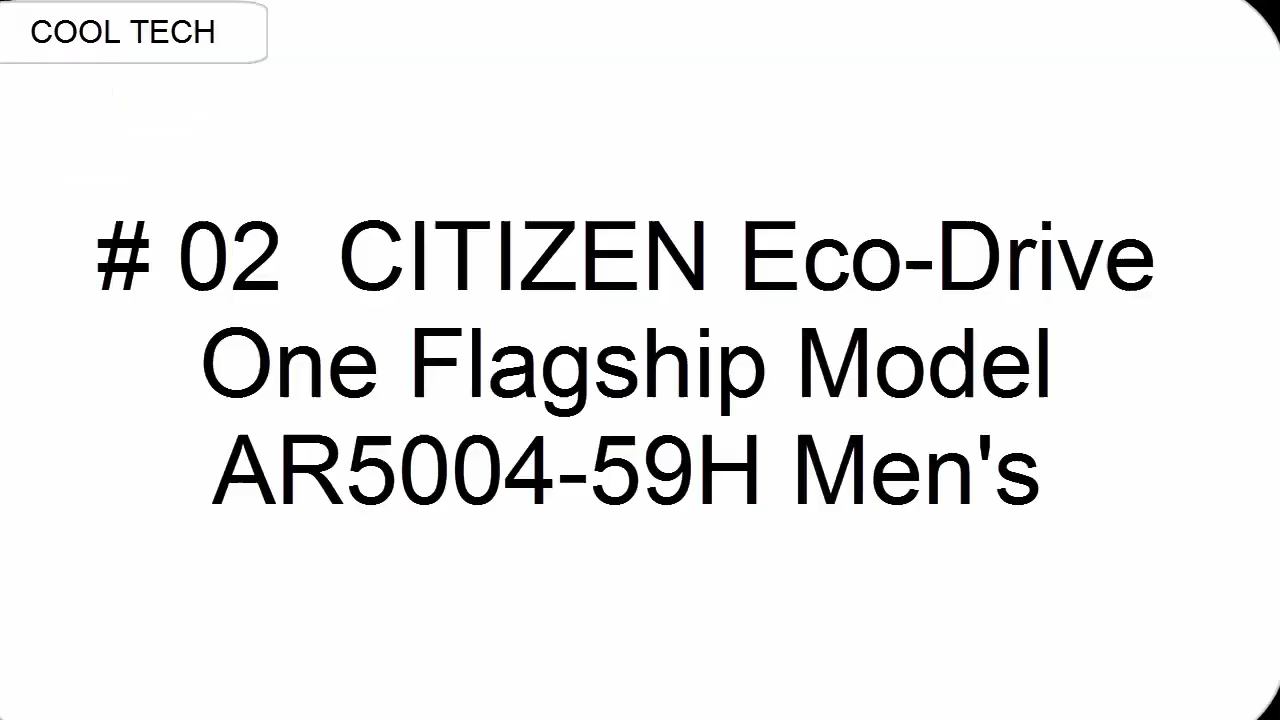 COOL TECH
# 02  CITIZEN Eco-Drive
One Flagship Model
AR5004-59H Men's